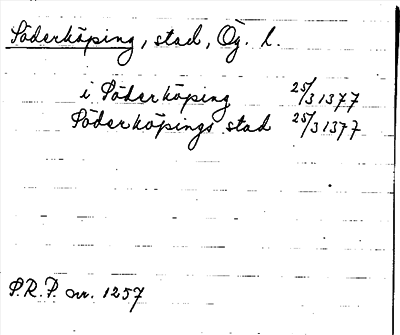 Söderköping, stad, Ög. l.
i Söderköping 25/3 1377
Söderköpings stad 25/3 1377
S.R.P. nr. 1257